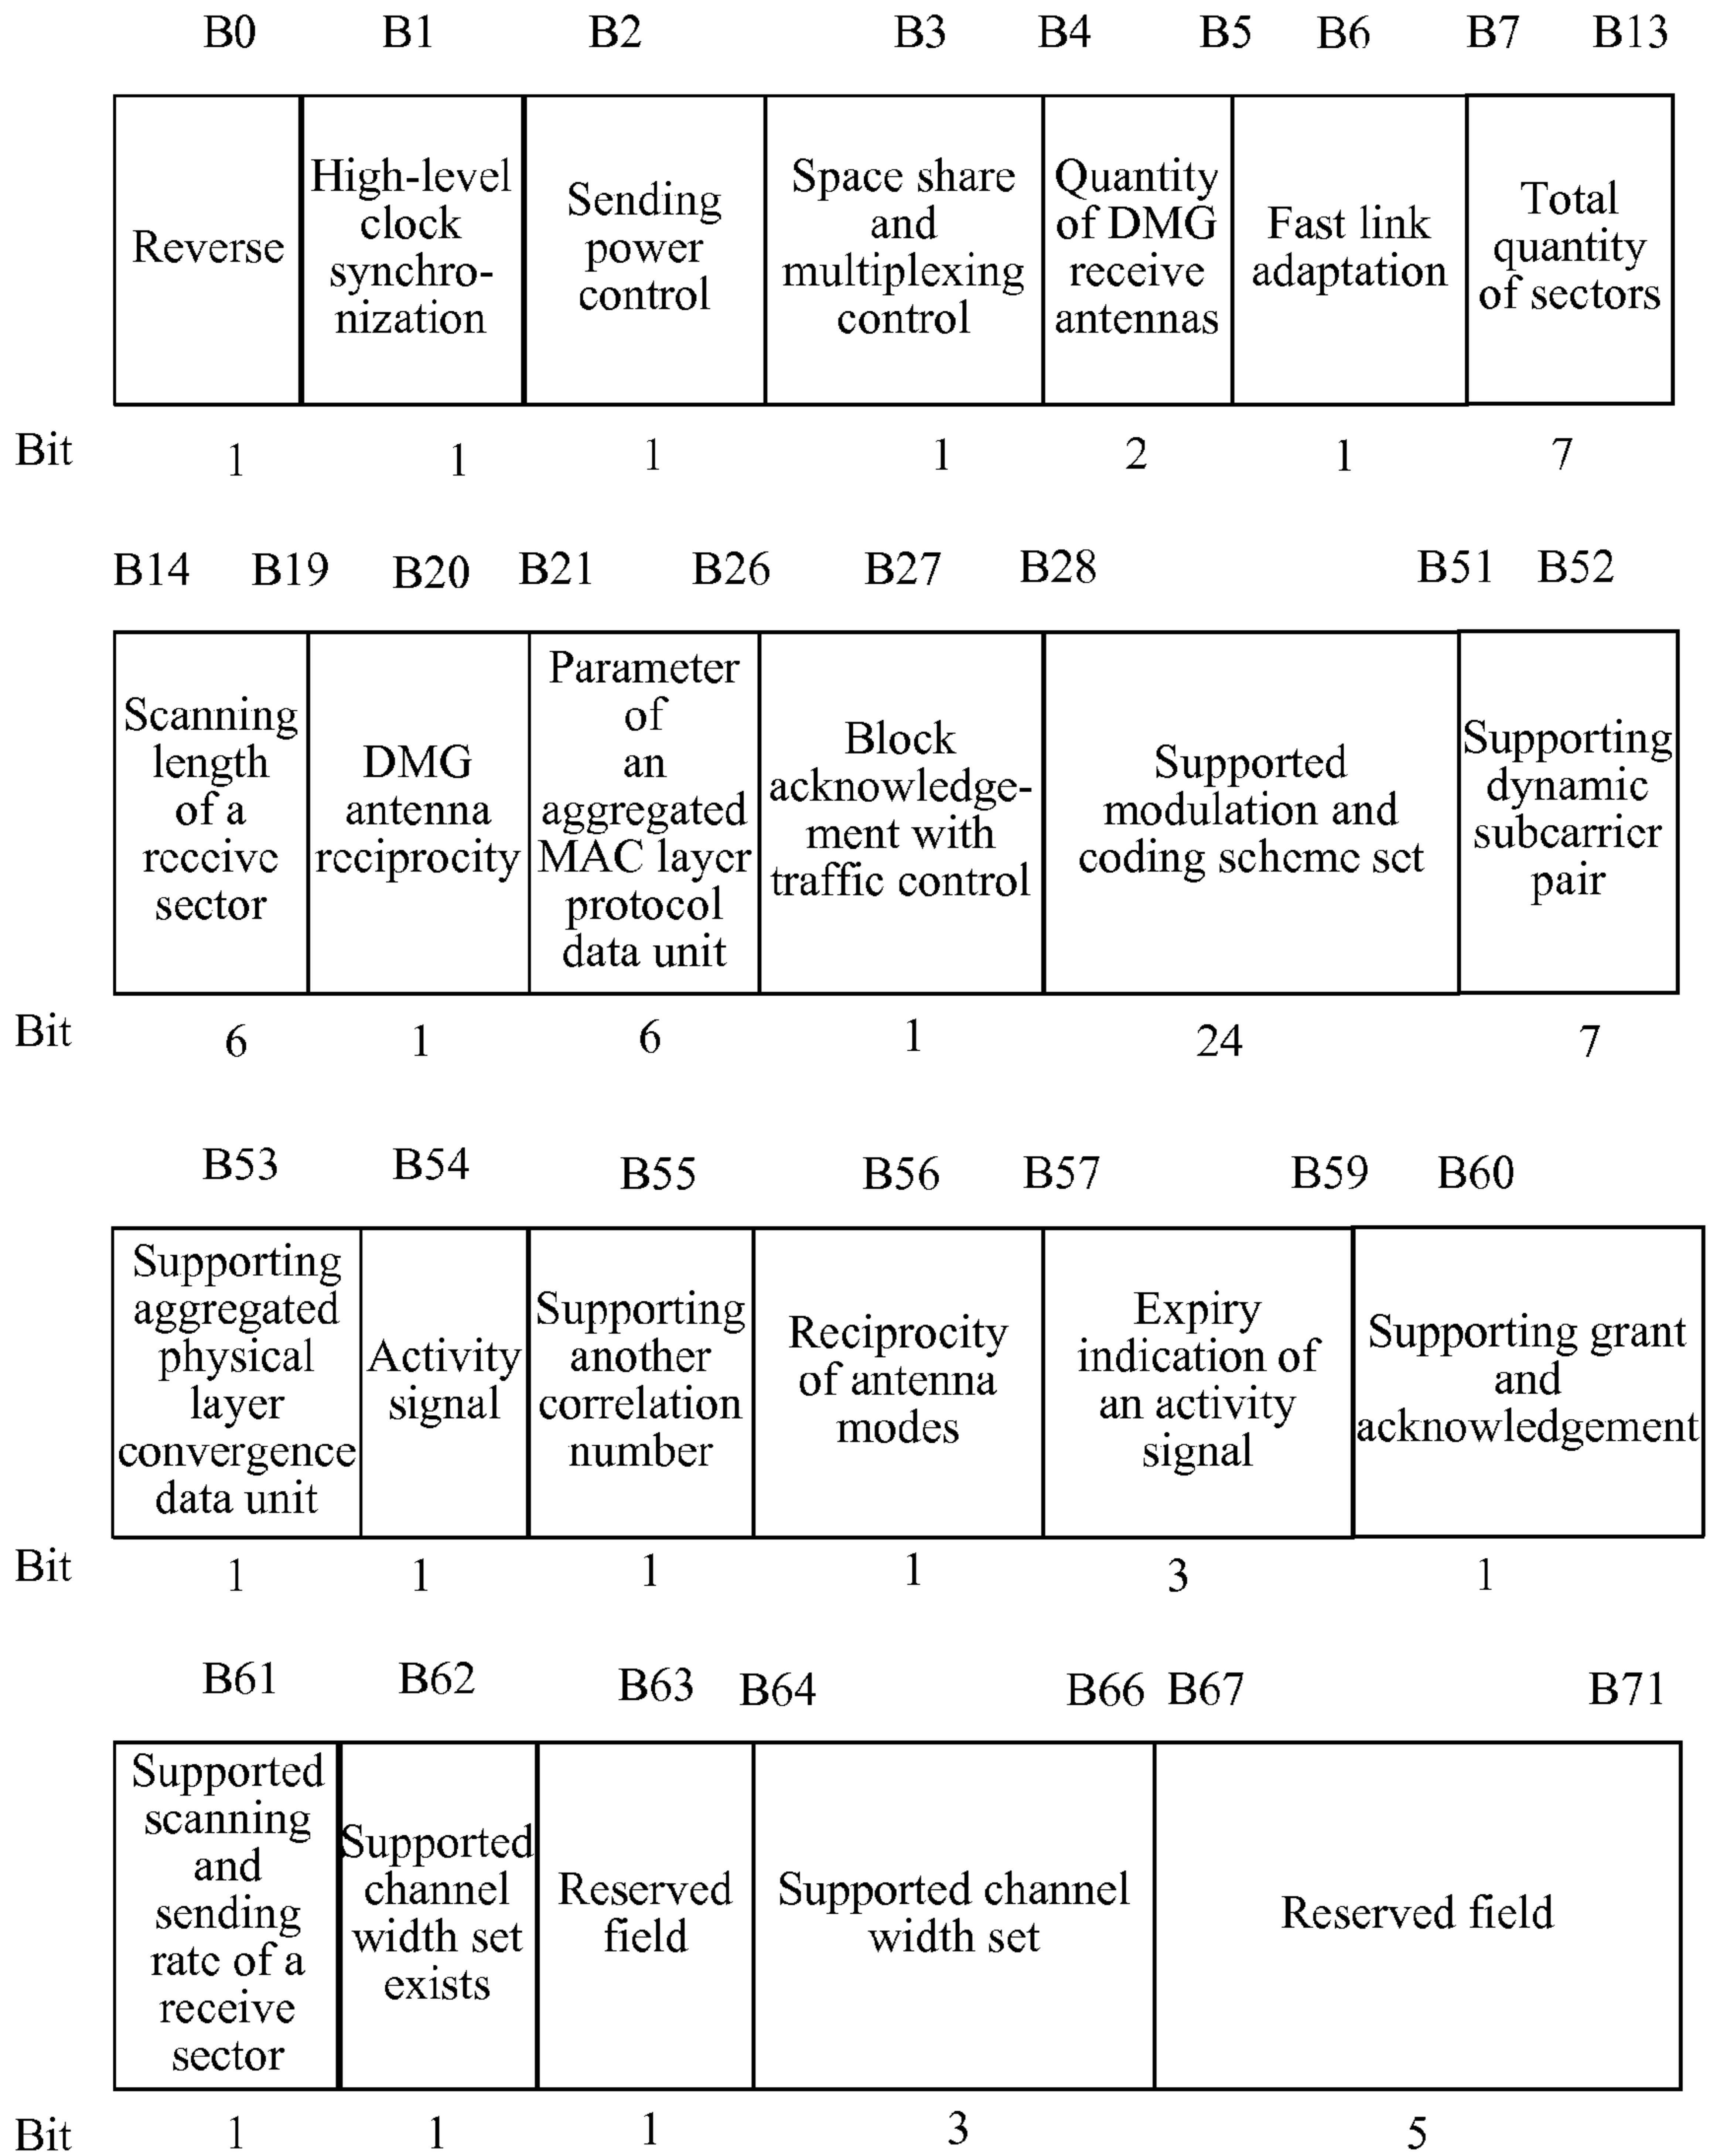 B0 B1 B2 B3 B4 B5 B6 B7 B13
Reverse
High-level
clock
synchro-
nization
Sending
power
control
Space share
and
multiplexing
control
Quantity
of DMG
receive
antennas
Fast link
adaptation
Total
quantity
of sectors
Bit 1 1 1 1 2 1 7
B14 B19 B20 B21 B26 B27 B28 B51 B52
Scanning
length
of a
receive
sector
DMG
antenna
reciprocity
Parameter
of
an
aggregated
MAC layer
protocol
data unit
Block
acknowledge-
ment with
traffic control
Supported
modulation and
coding scheme set
Supporting
dynamic
subcarrier
pair
Bit 6 1 6 1 24 7
B53 B54 B55 B56 B57 B59 B60
Supporting
aggregated
physical
layer
convergence
data unit
Activity
signal
Supporting
another
correlation
number
Reciprocity
of antenna
modes
Expiry
indication of
an activity
signal
Supporting grant
and
acknowledgement
Bit 1 1 1 1 3 1
B61 B62 B63 B64 B66 B67 B71
Supported
scanning
and
sending
rate of a
receive
sector
Supported
channel
width set
exists
Reserved
field
Supported channel
width set
Reserved field
Bit 1 1 1 3 5